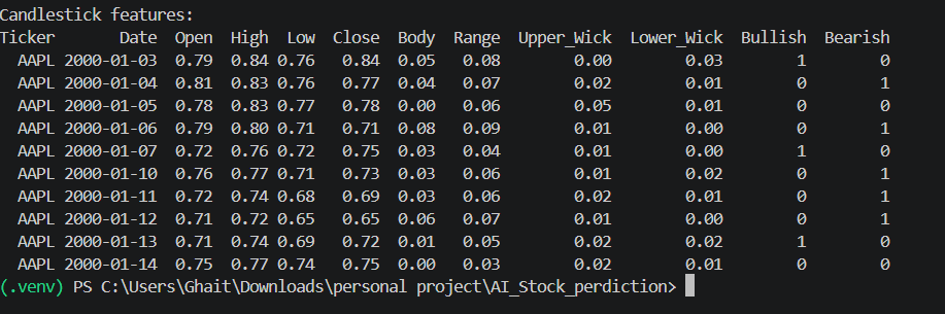 Candlestick features:
Ticker Date Open High Low Close Body Range Upper_Wick Lower_Wick Bullish Bearish
AAPL 2000-01-03 0.79 0.84 0.76 0.84 0.05 0.08 0.00 0.03 1 0
AAPL 2000-01-04 0.81 0.83 0.76 0.77 0.04 0.07 0.02 0.01 0 1
AAPL 2000-01-05 0.78 0.83 0.77 0.78 0.00 0.06 0.05 0.01 0 0
AAPL 2000-01-06 0.79 0.80 0.71 0.71 0.08 0.09 0.01 0.00 0 1
AAPL 2000-01-07 0.72 0.76 0.72 0.75 0.03 0.04 0.01 0.00 1 0
AAPL 2000-01-10 0.76 0.77 0.71 0.73 0.03 0.06 0.01 0.02 0 1
AAPL 2000-01-11 0.72 0.74 0.68 0.69 0.03 0.06 0.02 0.01 0 1
AAPL 2000-01-12 0.71 0.72 0.65 0.65 0.06 0.07 0.01 0.00 0 1
AAPL 2000-01-13 0.71 0.74 0.69 0.72 0.01 0.05 0.02 0.02 1 0
AAPL 2000-01-14 0.75 0.77 0.74 0.75 0.00 0.03 0.02 0.01 0 0
(.venv) PS C:\Users\Ghait\Downloads\personal project\AI_Stock_perdiction>